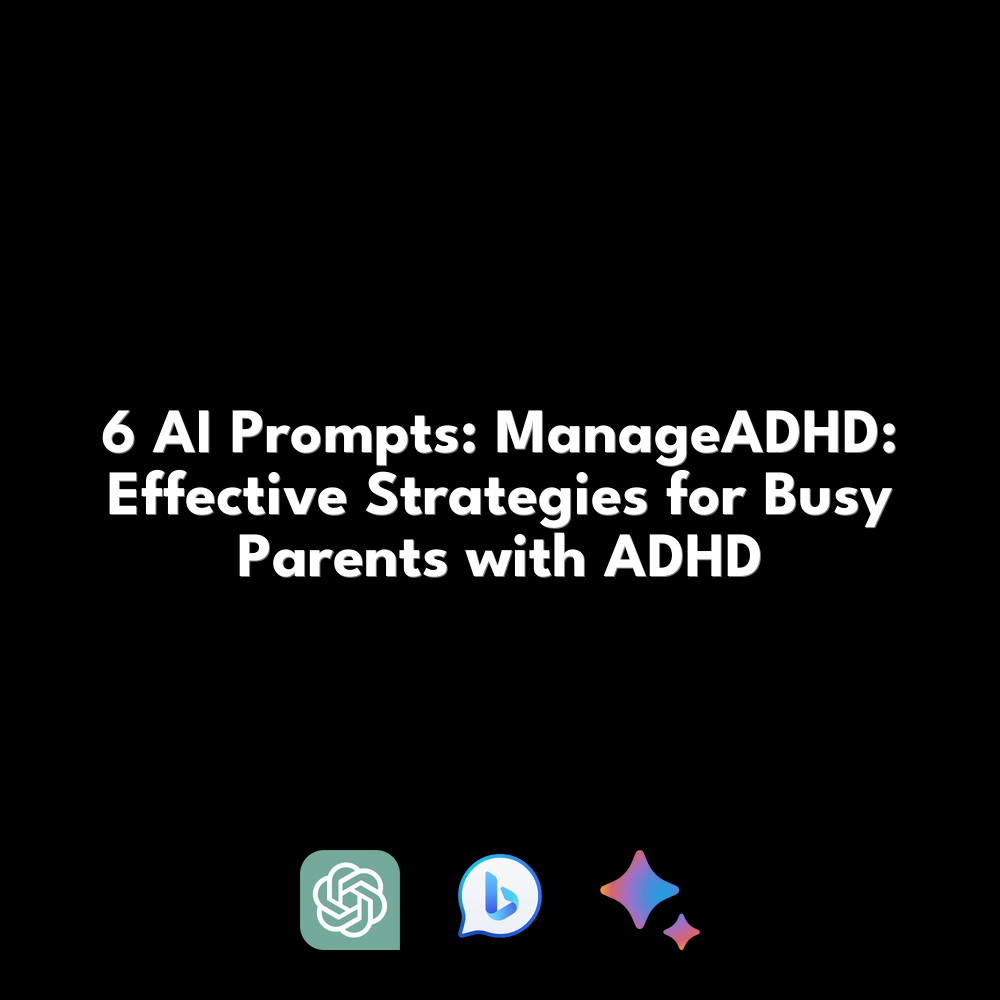 6 AI Prompts: ManageADHD:
Effective Strategies for Busy
Parents with ADHD